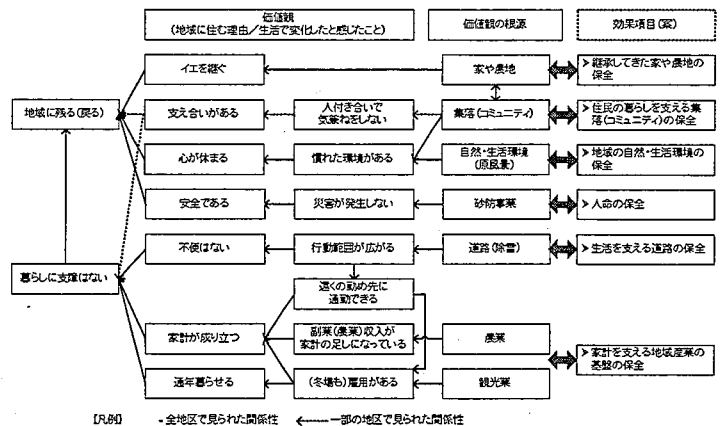 価値観
(地域に住む理由/生活で変化したと感じたこと)
価値観の根源
効果項目(案)
イエを継ぐ
家や農地
➢継承してきた家や農地の
保全
地域に残る(戻る)
支え合いがある
人付き合いで
気兼ねをしない
集落(コミュニティ)
➢住民の暮らしを支える集
落(コミュニティ)の保全
心が休まる
慣れた環境がある
自然・生活環境
(原風景)
➢地域の自然・生活環境の
保全
安全である
災害が発生しない
砂防事業
➢人命の保全
不便はない
行動範囲が広がる
道路(除雪)
➢生活を支える道路の保全
暮らしに支障はない
遠くの勤め先に
通勤できる
家計が成り立つ
副業(農業)収入が
家計の足しになっている
農業
➢家計を支える地域産業の
基盤の保全
通年暮らせる
(冬場も)雇用がある
観光業
【凡例】 ・全地区で見られた関係性 ← 一部の地区で見られた関係性